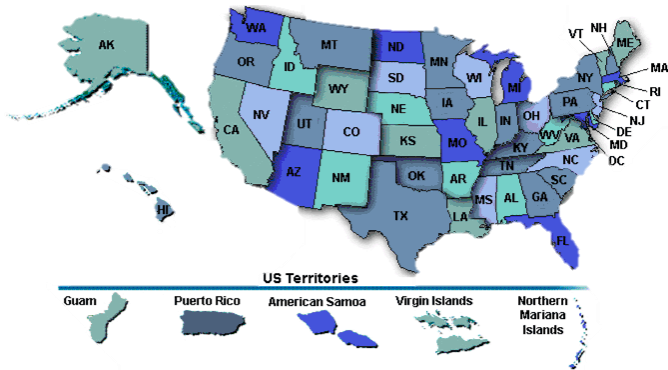 AK
WA
OR
CA
ID
NV
MT
WY
UT
AZ
CO
NM
ND
SD
NE
KS
OK
TX
MN
IA
MO
AR
LA
WI
IL
MI
IN
OH
KY
TN
MS
AL
GA
FL
SC
NC
VA
WV
PA
NY
VT
NH
ME
MA
RI
CT
NJ
DE
MD
DC
HI
US Territories
Guam
Puerto Rico
American Samoa
Virgin Islands
Northern
Mariana
Islands